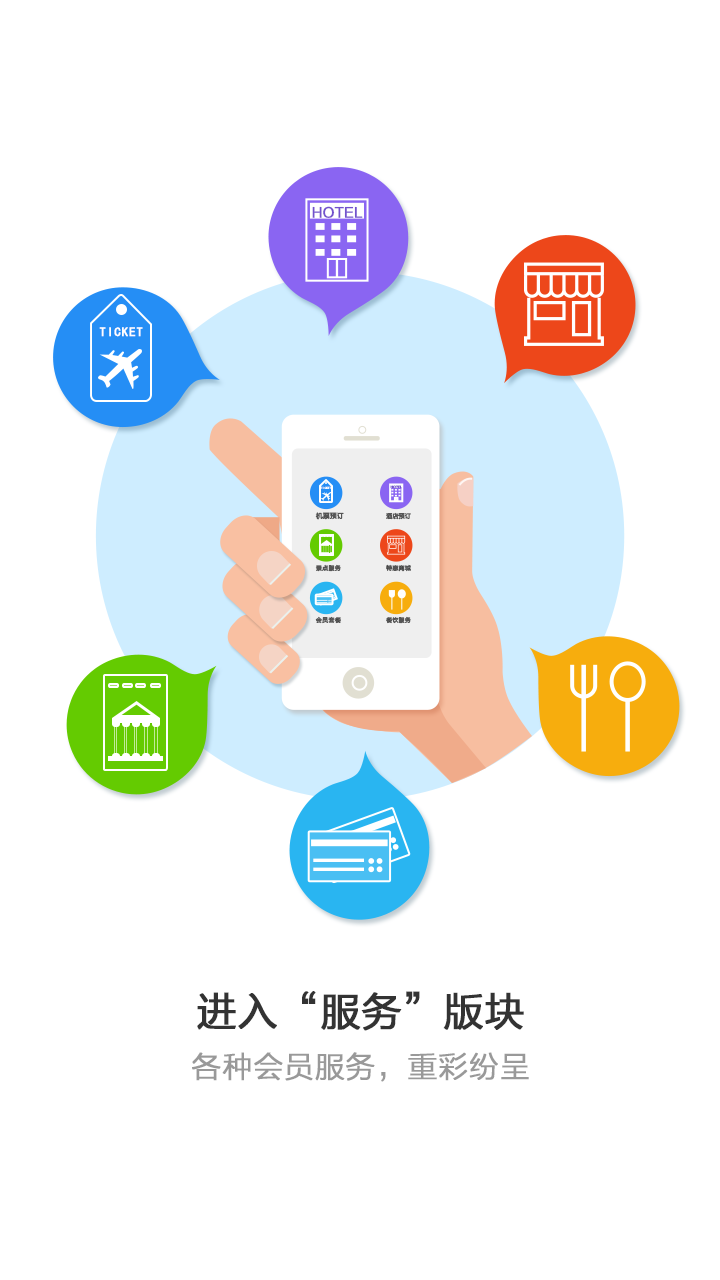 HOTEL
TICKET
机票预订
酒店预订
景点服务
特惠商城
会员套餐
餐饮服务
进入“服务”版块
各种会员服务，重彩纷呈